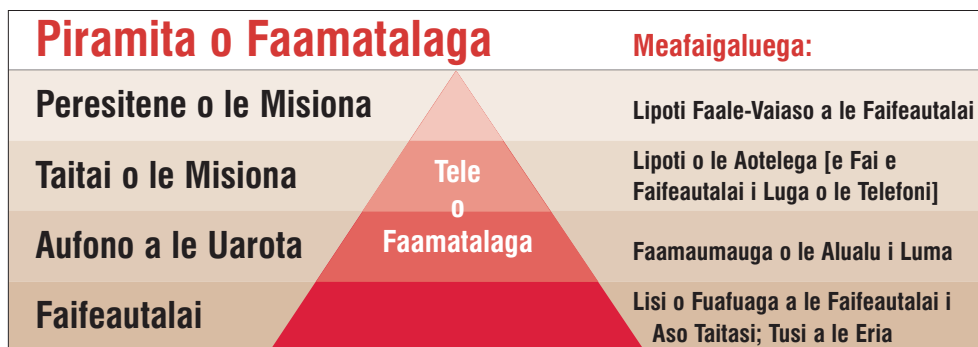 Piramita o Faamatalaga
Meafaigaluega:
Peresitene o le Misiona
Lipoti Faale-Vaiaso a le Faifeautalai
Taitai o le Misiona
Tele
o
Faamatalaga
Lipoti o le Aotelega [e Fai e
Faifeautalai i Luga o le Telefoni]
Aufono a le Uarota
Faamaumauga o le Alualu i Luma
Faifeautalai
Lisi o Fuafuaga a le Faifeautalai i
Aso Taitasi; Tusi a le Eria